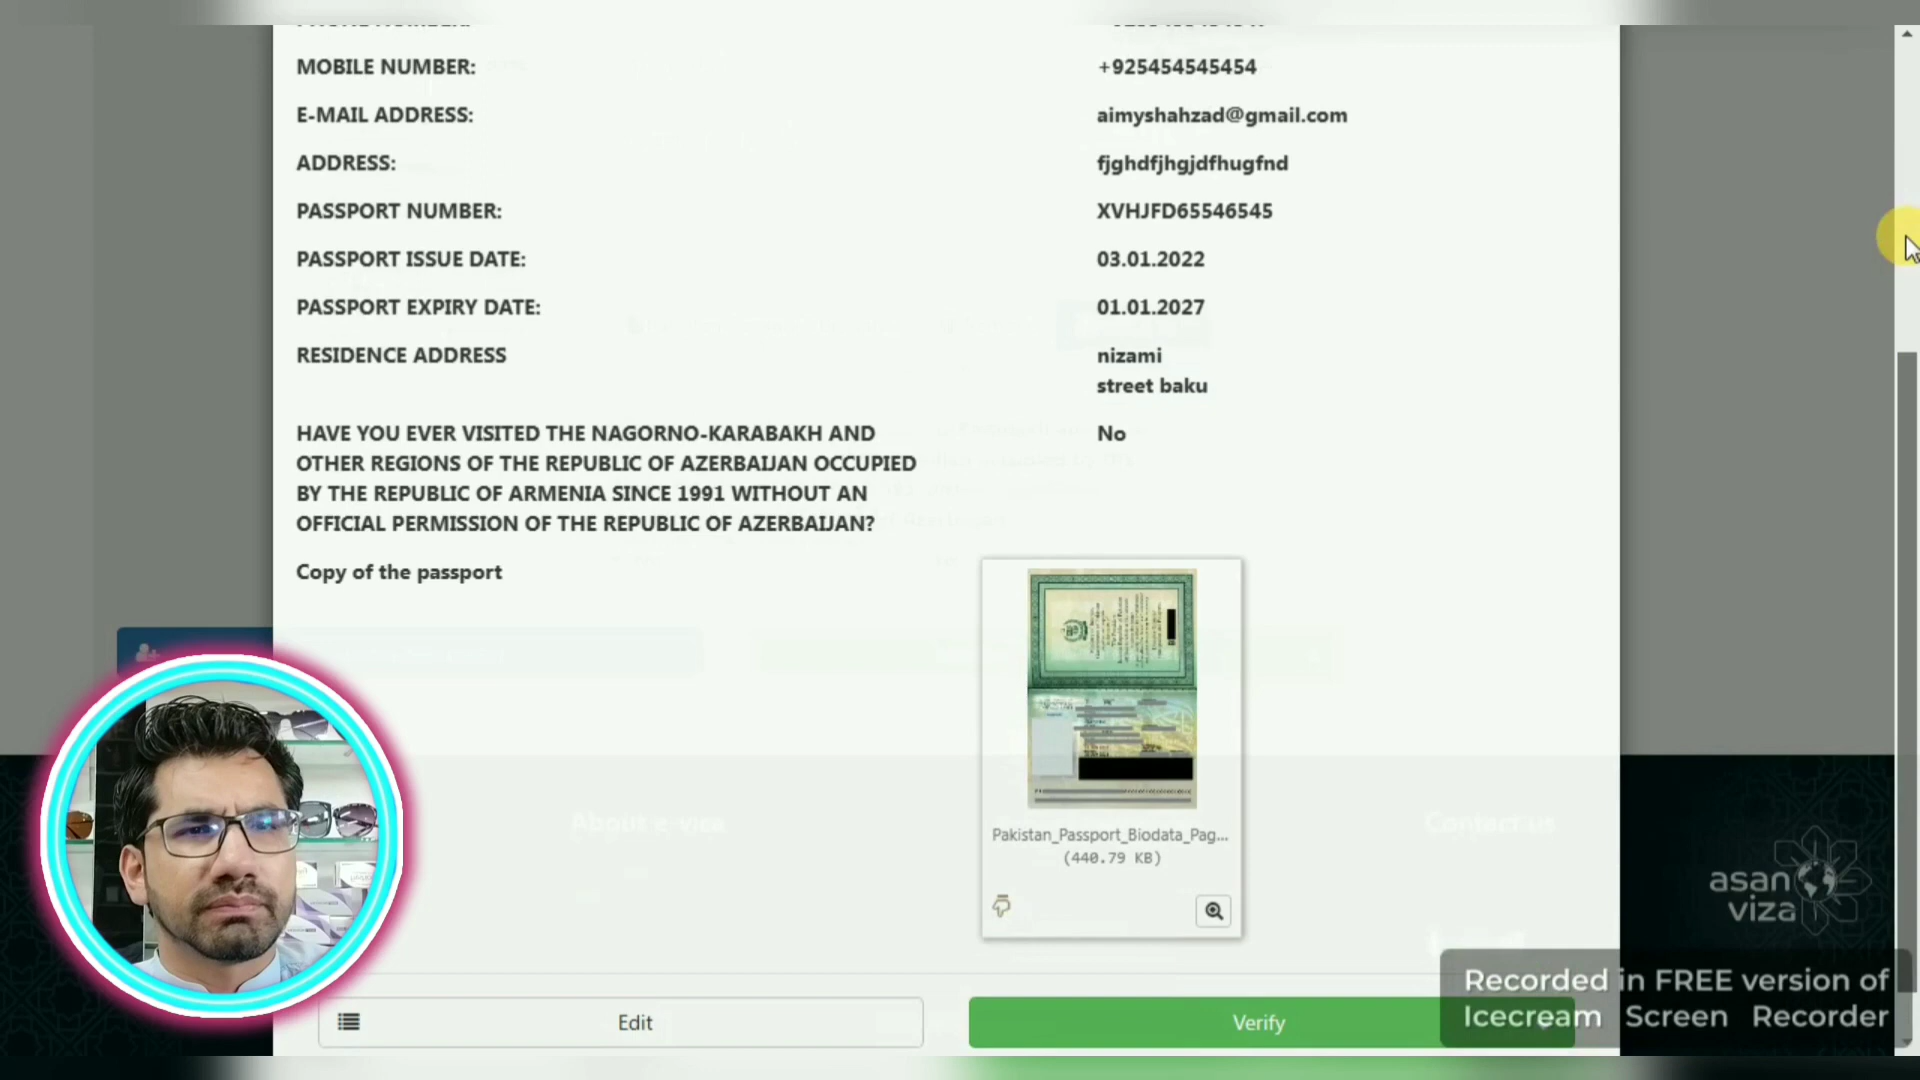 MOBILE NUMBER: +925454545454
E-MAIL ADDRESS: aimyshahzad@gmail.com
ADDRESS: fjghdfjhgjdfhugfnd
PASSPORT NUMBER: XVHJFD65546545
PASSPORT ISSUE DATE: 03.01.2022
PASSPORT EXPIRY DATE: 01.01.2027
RESIDENCE ADDRESS nizami
street baku
HAVE YOU EVER VISITED THE NAGORNO-KARABAKH AND No
OTHER REGIONS OF THE REPUBLIC OF AZERBAIJAN OCCUPIED
BY THE REPUBLIC OF ARMENIA SINCE 1991 WITHOUT AN
OFFICIAL PERMISSION OF THE REPUBLIC OF AZERBAIJAN?
Copy of the passport
Pakistan_Passport_Biodata_Pag...
(440.79 KB)
Contact us
asan
viza
Edit
Verify
Recorded in FREE version of
Icecream Screen Recorder